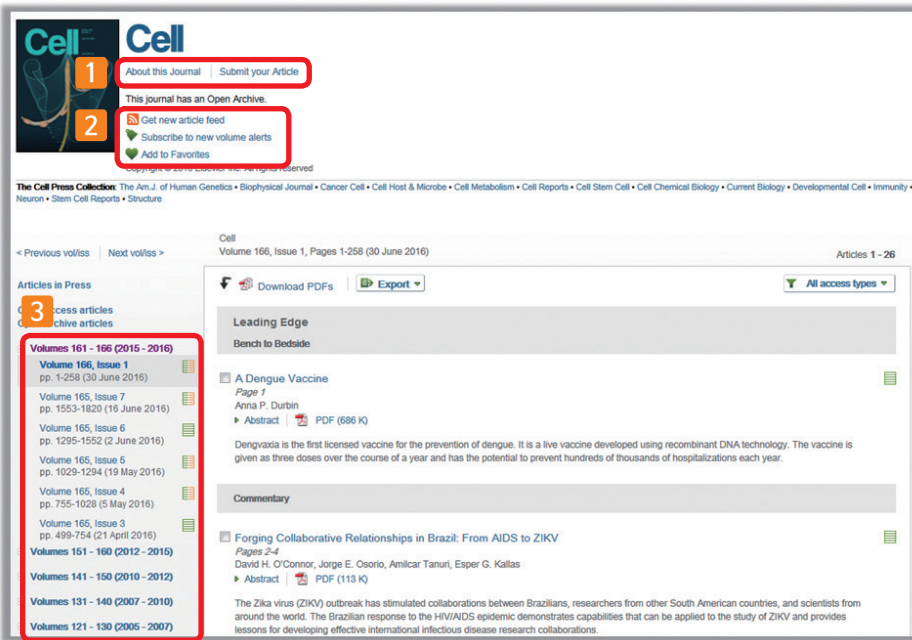 Cell
Cell
1
About this Journal | Submit your Article
This journal has an Open Archive.
2
Get new article feed
Subscribe to new volume alerts
Add to Favorites
Copyright © 2016 Elsevier Inc. All rights reserved
The Cell Press Collection: The Am.J. of Human Genetics • Biophysical Journal • Cancer Cell • Cell Host & Microbe • Cell Metabolism • Cell Reports • Cell Stem Cell • Cell Chemical Biology • Current Biology • Developmental Cell • Immunity •
Neuron • Stem Cell Reports • Structure
< Previous vol/iss | Next vol/iss >
Cell
Volume 166, Issue 1, Pages 1-258 (30 June 2016)
Articles 1 - 26
Articles in Press
3
access articles
chive articles
Volumes 161 - 166 (2015 - 2016)
Volume 166, Issue 1
pp. 1-258 (30 June 2016)
Volume 165, Issue 7
pp. 1553-1820 (16 June 2016)
Volume 165, Issue 6
pp. 1295-1552 (2 June 2016)
Volume 165, Issue 5
pp. 1029-1294 (19 May 2016)
Volume 165, Issue 4
pp. 755-1028 (5 May 2016)
Volume 165, Issue 3
pp. 499-754 (21 April 2016)
Volumes 151 - 160 (2012 - 2015)
Volumes 141 - 150 (2010 - 2012)
Volumes 131 - 140 (2007 - 2010)
Volumes 121 - 130 (2005 - 2007)
Download PDFs | Export
All access types
Leading Edge
Bench to Bedside
A Dengue Vaccine
Page 1
Anna P. Durbin
Abstract | PDF (686 K)
Dengvaxia is the first licensed vaccine for the prevention of dengue. It is a live vaccine developed using recombinant DNA technology. The vaccine is
given as three doses over the course of a year and has the potential to prevent hundreds of thousands of hospitalizations each year.
Commentary
Forging Collaborative Relationships in Brazil: From AIDS to ZIKV
Pages 2-4
David H. O'Connor, Jorge E. Osorio, Amilcar Tanuri, Esper G. Kallas
Abstract | PDF (113 K)
The Zika virus (ZIKV) outbreak has stimulated collaborations between Brazilians, researchers from other South American countries, and scientists from
around the world. The Brazilian response to the HIV/AIDS epidemic demonstrates capabilities that can be applied to the study of ZIKV and provides
lessons for developing effective international infectious disease research collaborations.